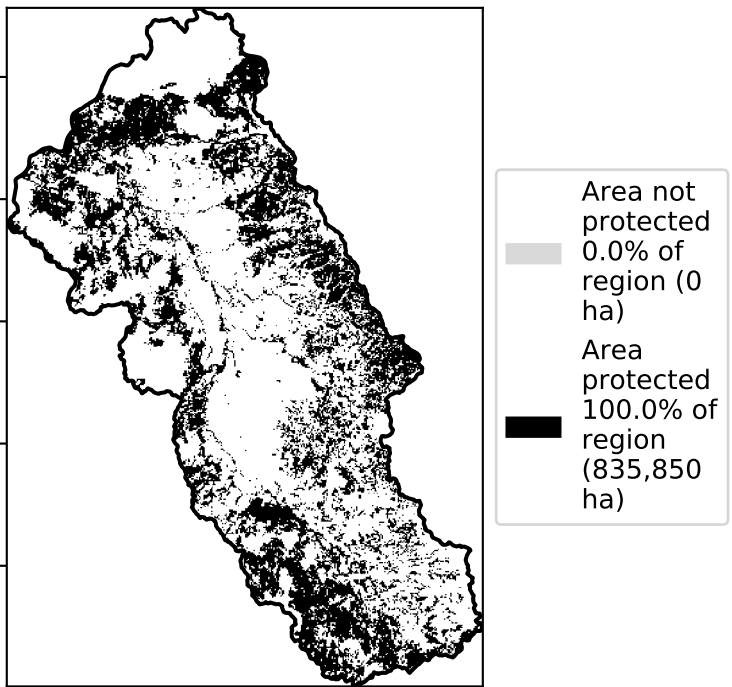 Area not
protected
0.0% of
region (0
ha)
Area
protected
100.0% of
region
(835,850
ha)